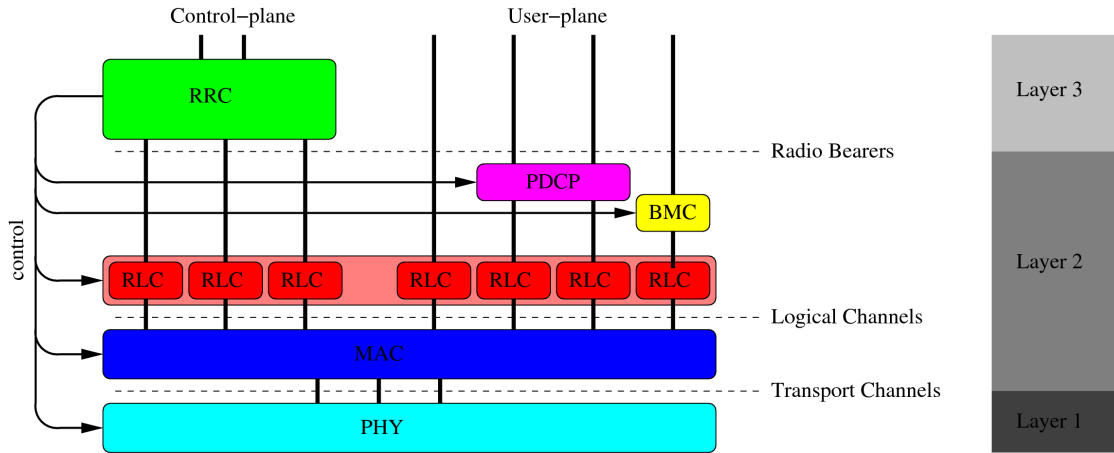 Control−plane
User−plane
RRC
Layer 3
Radio Bearers
PDCP
BMC
control
Layer 2
RLC
RLC
RLC
RLC
RLC
RLC
RLC
Logical Channels
MAC
Transport Channels
PHY
Layer 1